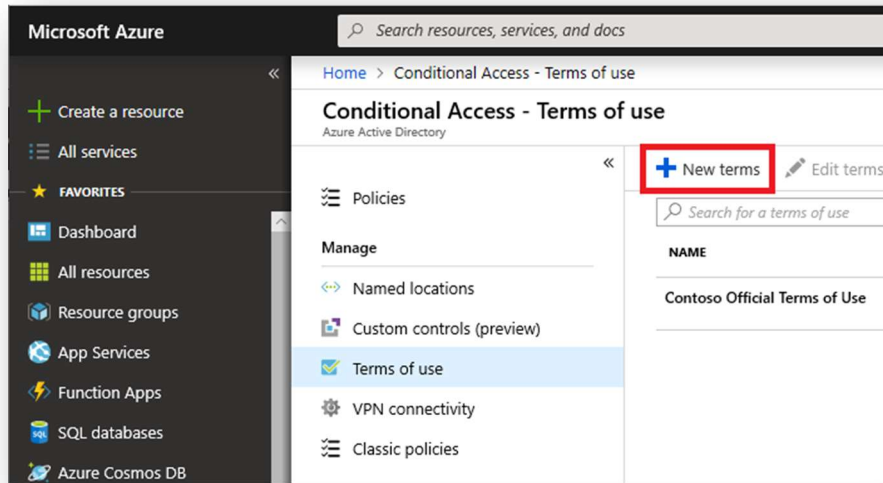 Microsoft Azure
Search resources, services, and docs
«
Create a resource
All services
FAVORITES
Dashboard
All resources
Resource groups
App Services
Function Apps
SQL databases
Azure Cosmos DB
Home > Conditional Access - Terms of use
Conditional Access - Terms of use
Azure Active Directory
«
Policies
Manage
Named locations
Custom controls (preview)
Terms of use
VPN connectivity
Classic policies
New terms
Edit terms
Search for a terms of use
NAME
Contoso Official Terms of Use